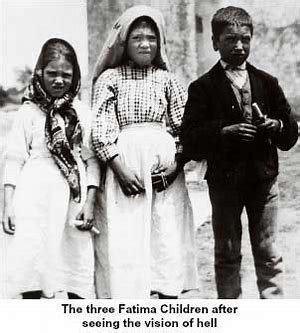 The three Fatima Children after
seeing the vision of hell